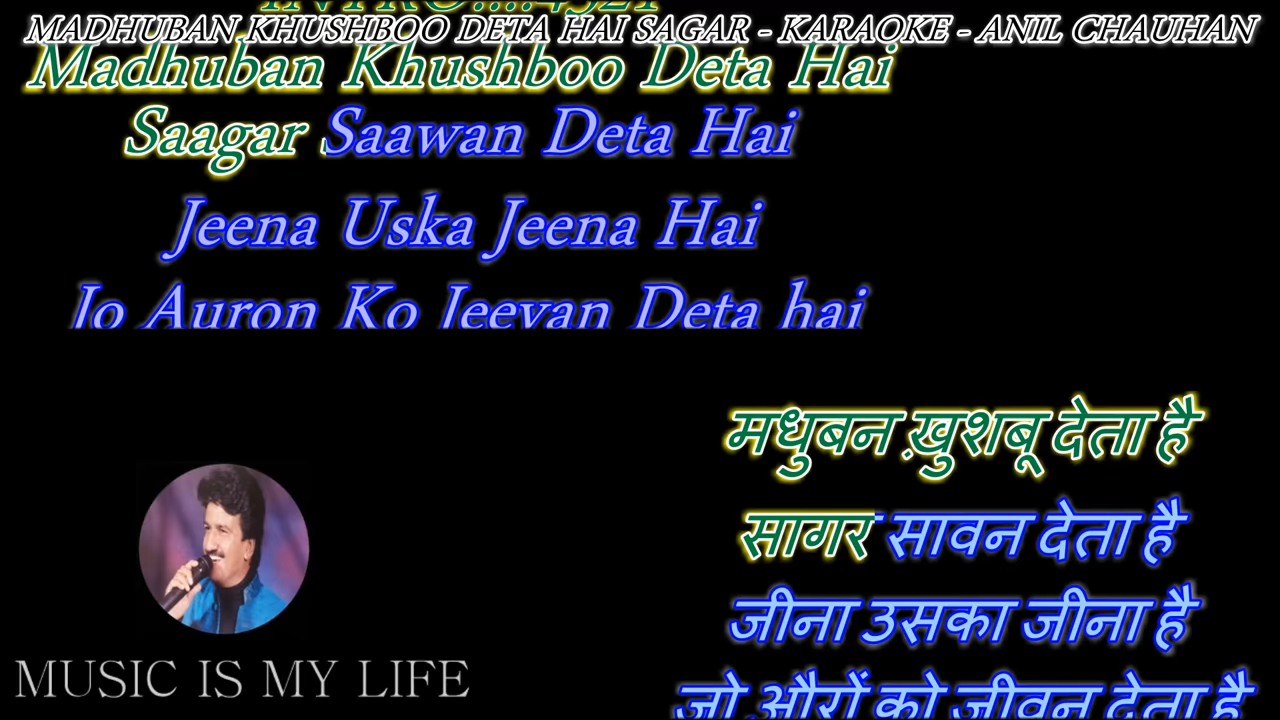 INTRO.....4321
MADHUBAN KHUSHBOO DETA HAI SAGAR - KARAOKE - ANIL CHAUHAN
Madhuban Khushboo Deta Hai
Saagar Saawan Deta Hai
Jeena Uska Jeena Hai
Jo Auron Ko Jeevan Deta hai
मधुबन ख़ुशबू देता है
सागर सावन देता है
जीना उसका जीना है
जो औरों को जीवन देता है
MUSIC IS MY LIFE